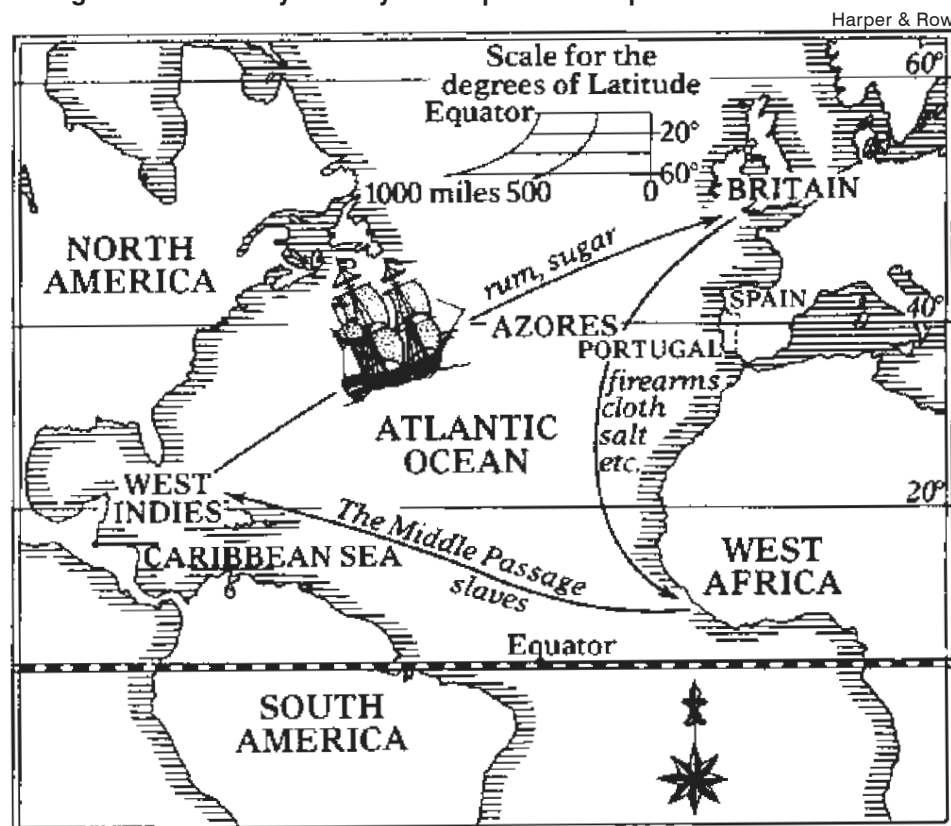 Harper & Row
Scale for the
degrees of Latitude
Equator
20°
60°
1000 miles 500 0
60°
BRITAIN
NORTH
AMERICA
rum, sugar
SPAIN
40°
AZORES
PORTUGAL
firearms
cloth
salt
etc.
ATLANTIC
OCEAN
WEST
INDIES
20°
The Middle Passage
slaves
CARIBBEAN SEA
WEST
AFRICA
Equator
SOUTH
AMERICA